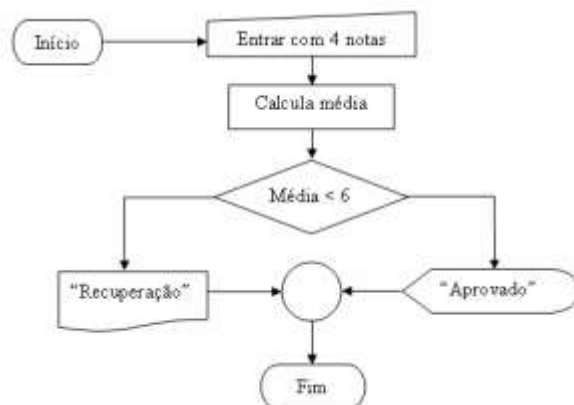 Início
Entrar com 4 notas
Calcula média
Média < 6
“Recuperação”
“Aprovado”
Fim